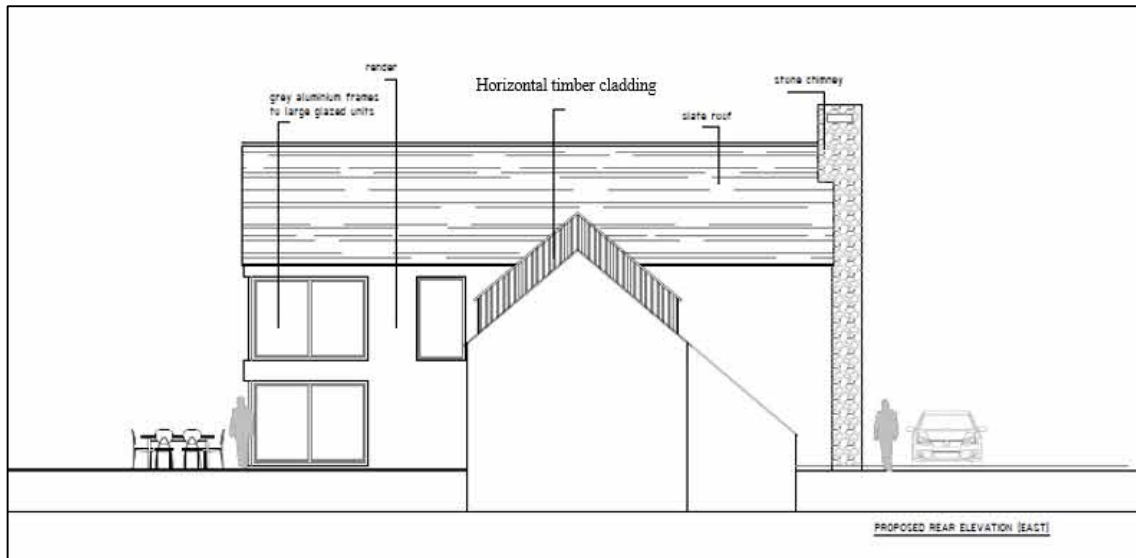 render
Horizontal timber cladding
stone chimney
grey aluminium frames
to large glazed units
slate roof
PROPOSED REAR ELEVATION [EAST]